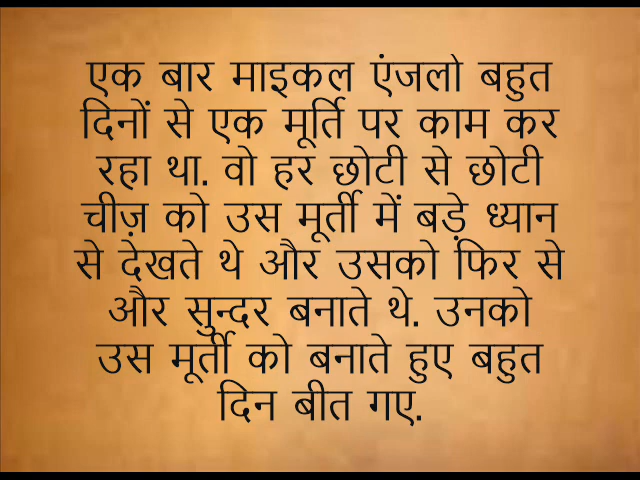 एक बार माइकल एंजलो बहुत
दिनों से एक मूर्ति पर काम कर
रहा था. वो हर छोटी से छोटी
चीज़ को उस मूर्ती में बड़े ध्यान
से देखते थे और उसको फिर से
और सुन्दर बनाते थे. उनको
उस मूर्ती को बनाते हुए बहुत
दिन बीत गए.